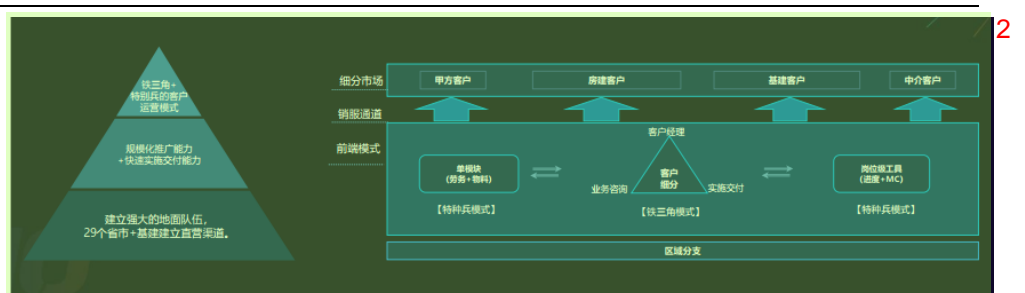 2
铁三角+
特别兵的客户
运营模式
规模化推广能力
+快速实施交付能力
建立强大的地面队伍，
29个省市+基建建立直营渠道。
细分市场
甲方客户
房建客户
基建客户
中介客户
销服通道
前端模式
客户经理
单模块
(劳务+物料)
客户
细分
业务咨询
实施交付
岗位级工具
(进度+MC)
【特种兵模式】
【铁三角模式】
【特种兵模式】
区域分支